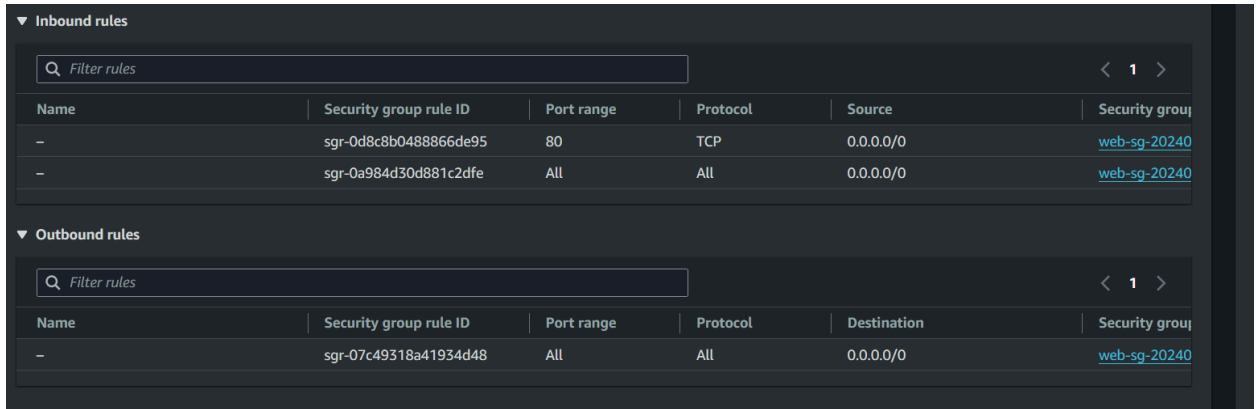 Inbound rules
Filter rules
1
Name Security group rule ID Port range Protocol Source Security group
– sgr-0d8c8b0488866de95 80 TCP 0.0.0.0/0 web-sg-20240
– sgr-0a984d30d881c2dfe All All 0.0.0.0/0 web-sg-20240
Outbound rules
Filter rules
1
Name Security group rule ID Port range Protocol Destination Security group
– sgr-07c49318a41934d48 All All 0.0.0.0/0 web-sg-20240